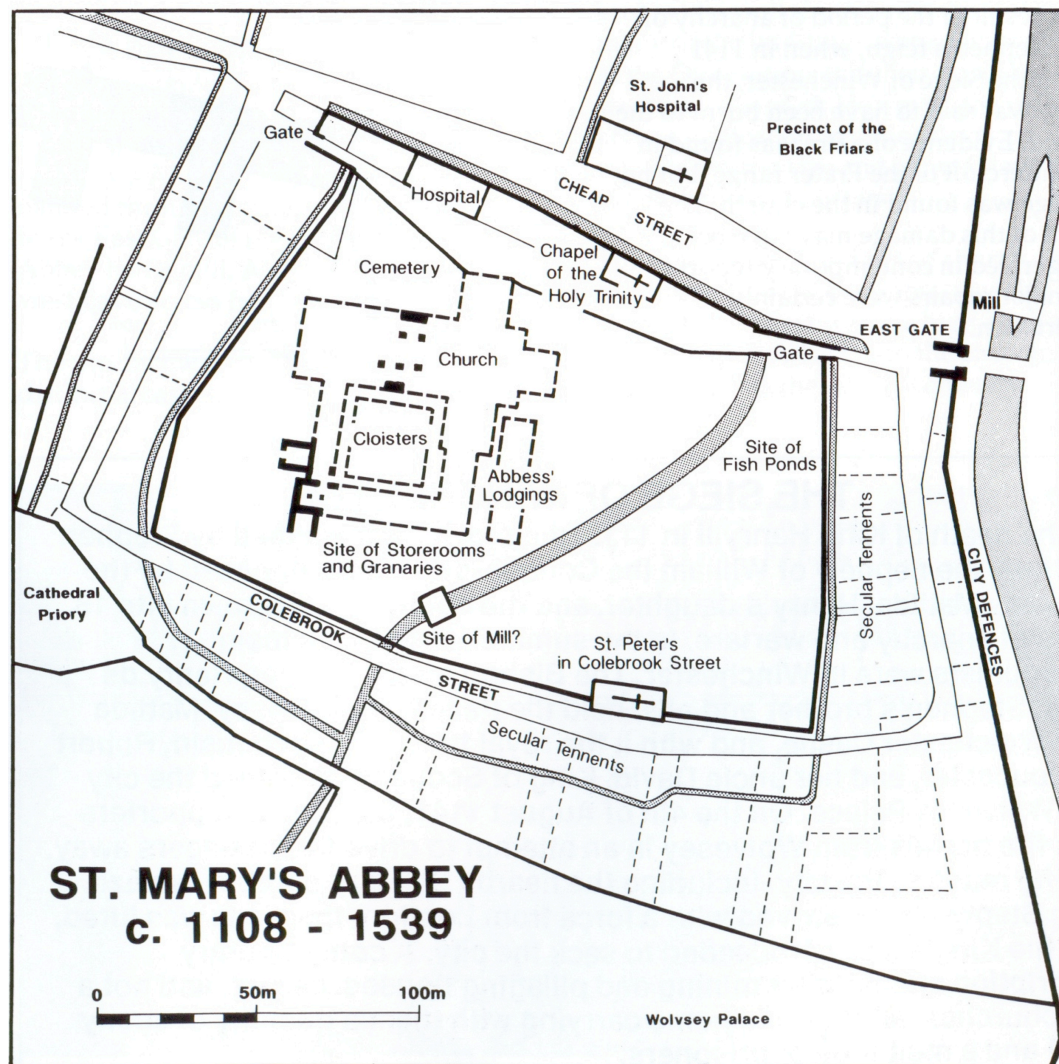 St. John's
Hospital
Precinct of the
Black Friars
Gate
Hospital
CHEAP STREET
Chapel
of the
Holy Trinity
Cemetery
Mill
EAST GATE
Gate
Church
Cloisters
Site of
Fish Ponds
Abbess'
Lodgings
Site of Storerooms
and Granaries
Secular Tenents
CITY DEFENCES
Cathedral
Priory
COLEBROOK STREET
Site of Mill?
St. Peter's
in Colebrook Street
Secular Tennents
ST. MARY'S ABBEY
c. 1108 - 1539
0 50m 100m
Wolvsey Palace